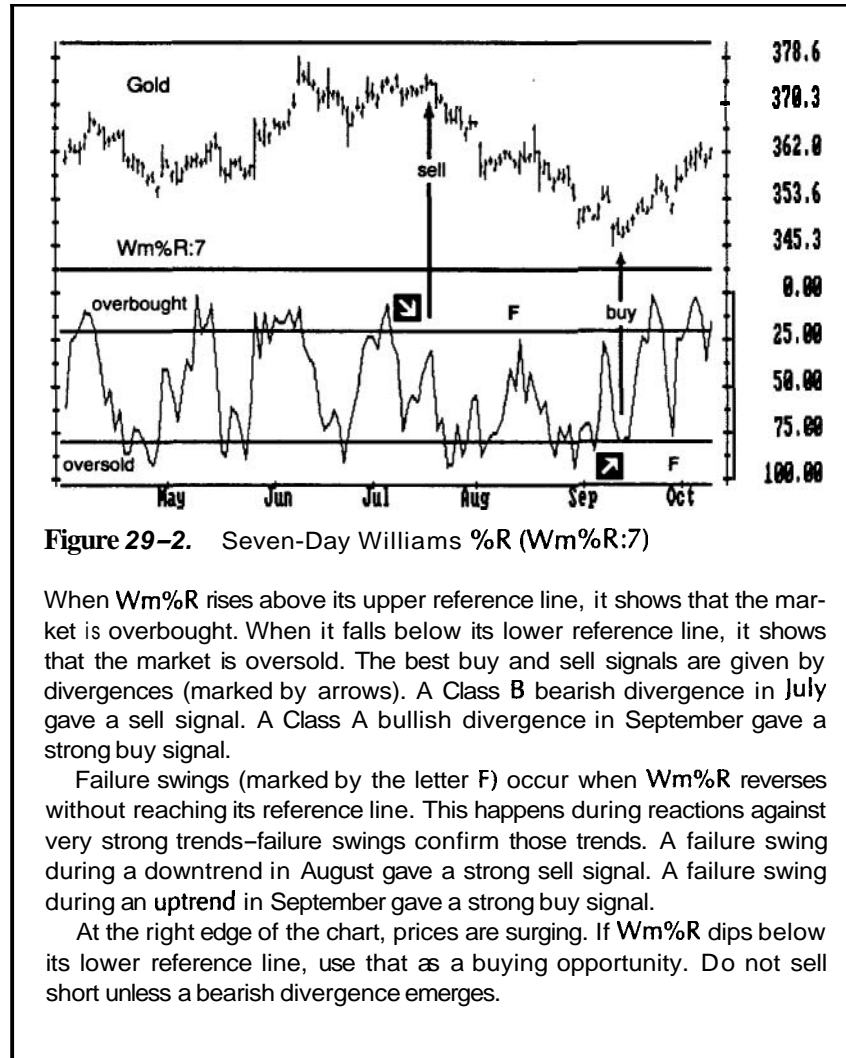 378.6
Gold
370.3
362.0
sell
353.6
345.3
Wm%R:7
0.00
overbought
F
buy
25.00
50.00
75.00
oversold
F
100.00
May Jun Jul Aug Sep Oct
Figure 29–2. Seven-Day Williams %R (Wm%R:7)
When Wm%R rises above its upper reference line, it shows that the mar-
ket is overbought. When it falls below its lower reference line, it shows
that the market is oversold. The best buy and sell signals are given by
divergences (marked by arrows). A Class B bearish divergence in July
gave a sell signal. A Class A bullish divergence in September gave a
strong buy signal.
Failure swings (marked by the letter F) occur when Wm%R reverses
without reaching its reference line. This happens during reactions against
very strong trends–failure swings confirm those trends. A failure swing
during a downtrend in August gave a strong sell signal. A failure swing
during an uptrend in September gave a strong buy signal.
At the right edge of the chart, prices are surging. If Wm%R dips below
its lower reference line, use that as a buying opportunity. Do not sell
short unless a bearish divergence emerges.